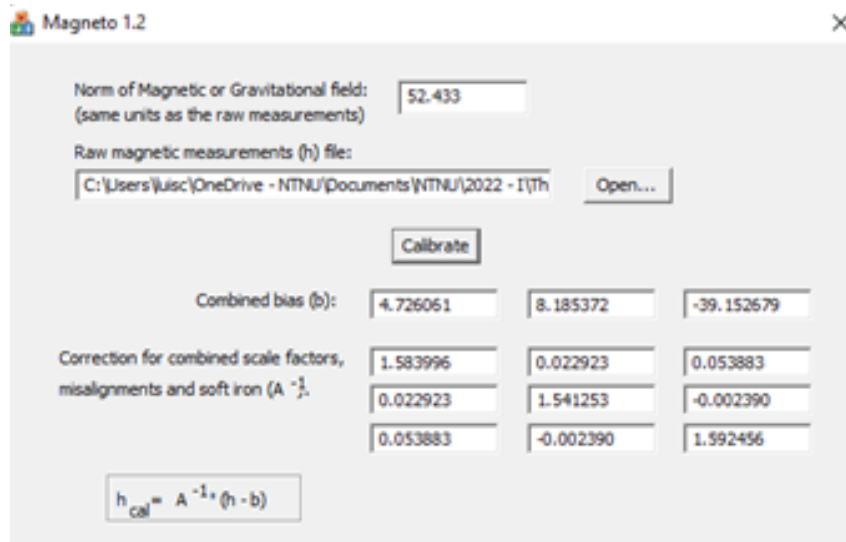 Magneto 1.2
Norm of Magnetic or Gravitational field: 52.433
(same units as the raw measurements)
Raw magnetic measurements (h) file:
C:\Users\luisc\OneDrive - NTNU\Documents\NTNU\2022 - I\Th Open...
Calibrate
Combined bias (b): 4.726061 8.185372 -39.152679
Correction for combined scale factors, 1.583996 0.022923 0.053883
misalignments and soft iron (A -1). 0.022923 1.541253 -0.002390
0.053883 -0.002390 1.592456
h cal = A -1 * (h - b)